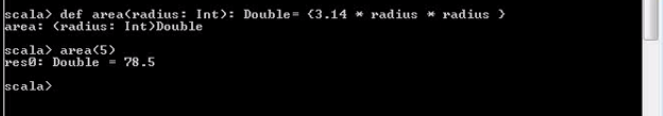 scala> def area(radius: Int): Double= {3.14 * radius * radius }
area: (radius: Int)Double
scala> area(5)
res0: Double = 78.5
scala>